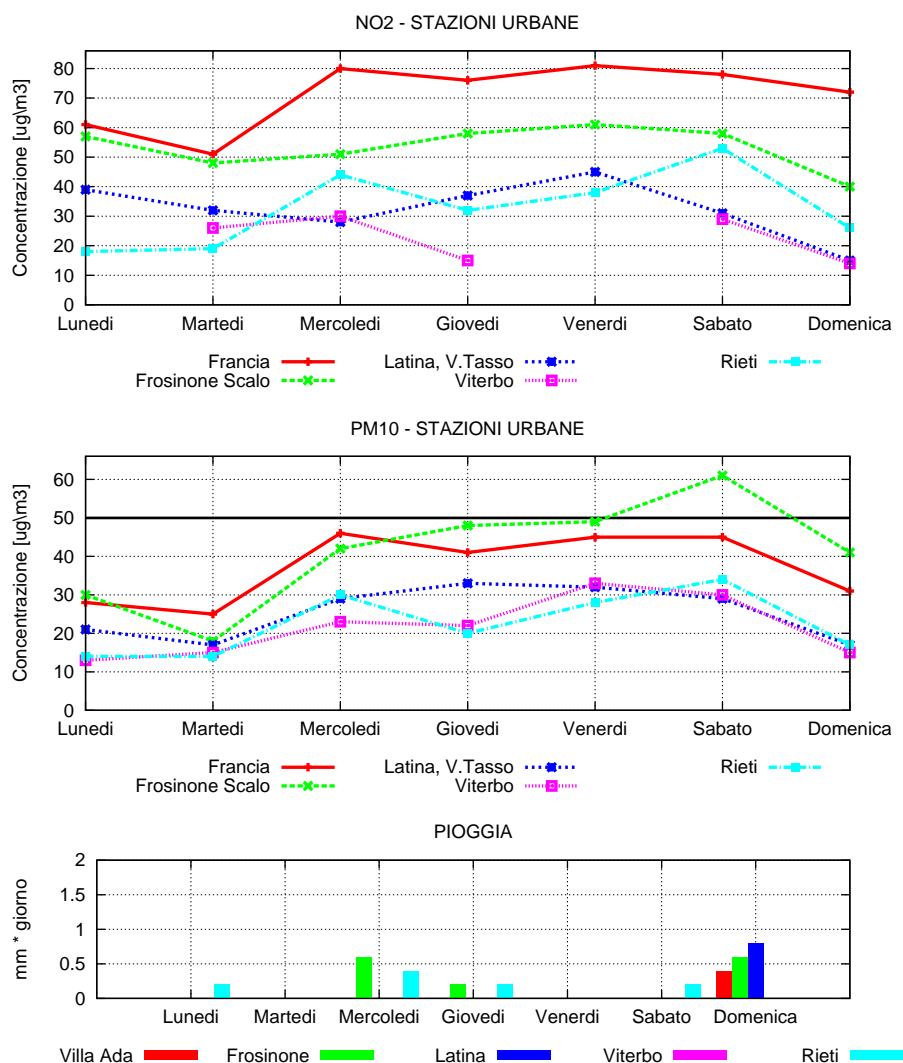 NO2 - STAZIONI URBANE
Concentrazione [ug\m3]
80
70
60
50
40
30
20
10
0
Lunedi Martedi Mercoledi Giovedi Venerdi Sabato Domenica
Francia Latina, V.Tasso Rieti
Frosinone Scalo Viterbo
PM10 - STAZIONI URBANE
Concentrazione [ug\m3]
60
50
40
30
20
10
0
Lunedi Martedi Mercoledi Giovedi Venerdi Sabato Domenica
Francia Latina, V.Tasso Rieti
Frosinone Scalo Viterbo
PIOGGIA
mm * giorno
2
1.5
1
0.5
0
Lunedi Martedi Mercoledi Giovedi Venerdi Sabato Domenica
Villa Ada Frosinone Latina Viterbo Rieti